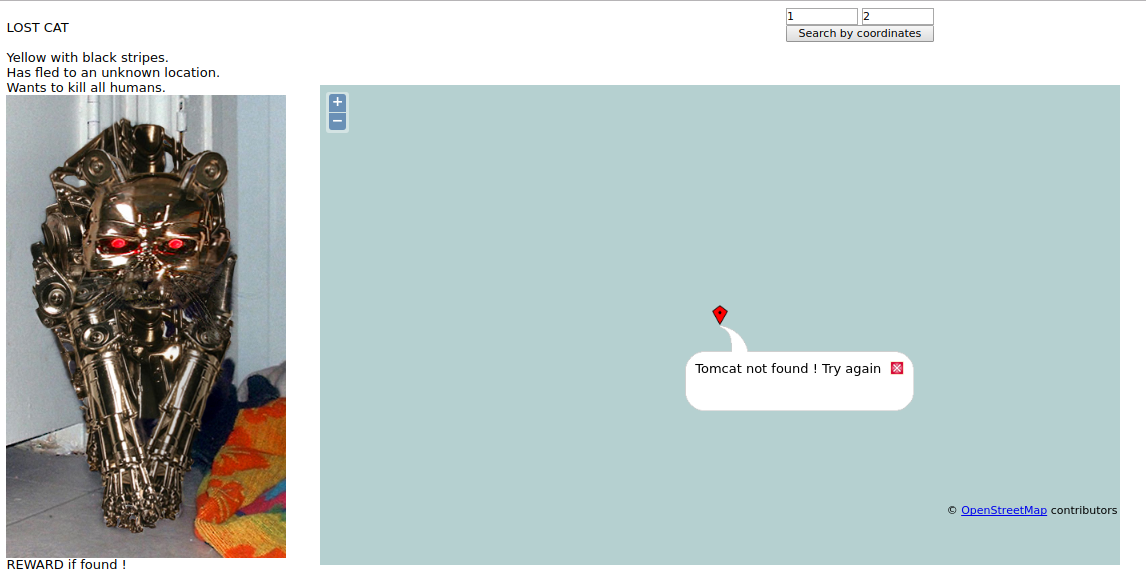 LOST CAT
Yellow with black stripes.
Has fled to an unknown location.
Wants to kill all humans.
REWARD if found !
1 2
Search by coordinates
+
−
Tomcat not found ! Try again
© OpenStreetMap contributors